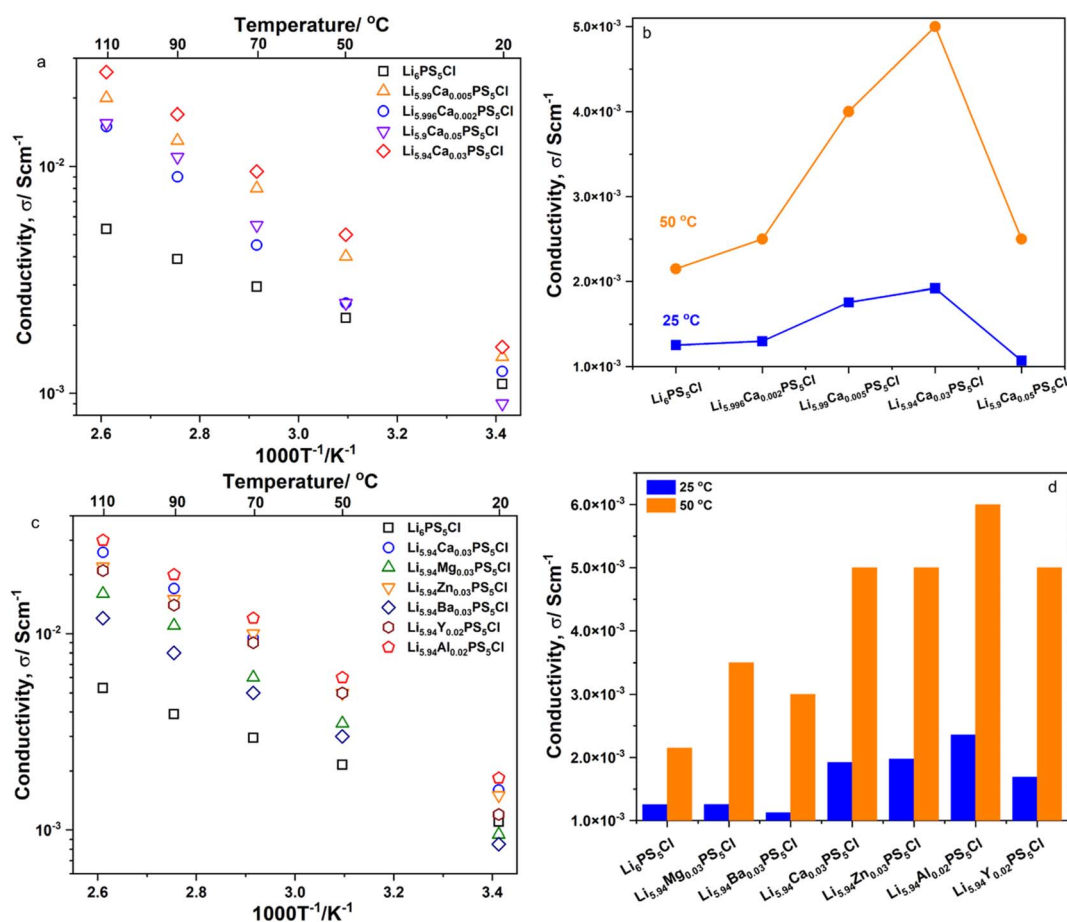 Temperature/ °C
110 90 70 50 20
a
Li₆PS₅Cl
Li₅.₉₉Ca₀.₀₀₅PS₅Cl
Li₅.₉₉₆Ca₀.₀₀₂PS₅Cl
Li₅.₉Ca₀.₀₅PS₅Cl
Li₅.₉₄Ca₀.₀₃PS₅Cl
Conductivity, σ/ Scm⁻¹
10⁻²
10⁻³
2.6 2.8 3.0 3.2 3.4
1000T⁻¹/K⁻¹
b
Conductivity, σ/ Scm⁻¹
5.0×10⁻³
4.0×10⁻³
3.0×10⁻³
2.0×10⁻³
1.0×10⁻³
50 °C
25 °C
Li₆PS₅Cl
Li₅.₉₉₆Ca₀.₀₀₂PS₅Cl
Li₅.₉₉Ca₀.₀₀₅PS₅Cl
Li₅.₉₄Ca₀.₀₃PS₅Cl
Li₅.₉Ca₀.₀₅PS₅Cl
Temperature/ °C
110 90 70 50 20
c
Li₆PS₅Cl
Li₅.₉₄Ca₀.₀₃PS₅Cl
Li₅.₉₄Mg₀.₀₃PS₅Cl
Li₅.₉₄Zn₀.₀₃PS₅Cl
Li₅.₉₄Ba₀.₀₃PS₅Cl
Li₅.₉₄Y₀.₀₂PS₅Cl
Li₅.₉₄Al₀.₀₂PS₅Cl
Conductivity, σ/ Scm⁻¹
10⁻²
10⁻³
2.6 2.8 3.0 3.2 3.4
1000T⁻¹/K⁻¹
25 °C
50 °C
d
Conductivity, σ/ Scm⁻¹
6.0×10⁻³
5.0×10⁻³
4.0×10⁻³
3.0×10⁻³
2.0×10⁻³
1.0×10⁻³
Li₆PS₅Cl
Li₅.₉₄Mg₀.₀₃PS₅Cl
Li₅.₉₄Ba₀.₀₃PS₅Cl
Li₅.₉₄Ca₀.₀₃PS₅Cl
Li₅.₉₄Zn₀.₀₃PS₅Cl
Li₅.₉₄Al₀.₀₂PS₅Cl
Li₅.₉₄Y₀.₀₂PS₅Cl